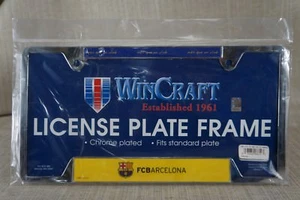 WINCRAFT
Established 1961
LICENSE PLATE FRAME
• Chrome plated • Fits standard plate
FCBARCELONA